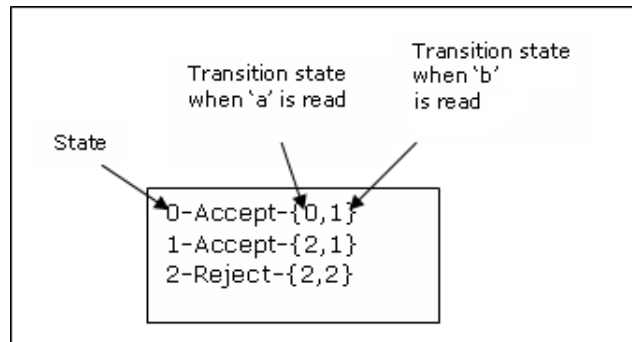 Transition state
when ‘b’
is read
Transition state
when ‘a’ is read
State
0-Accept-{0,1}
1-Accept-{2,1}
2-Reject-{2,2}